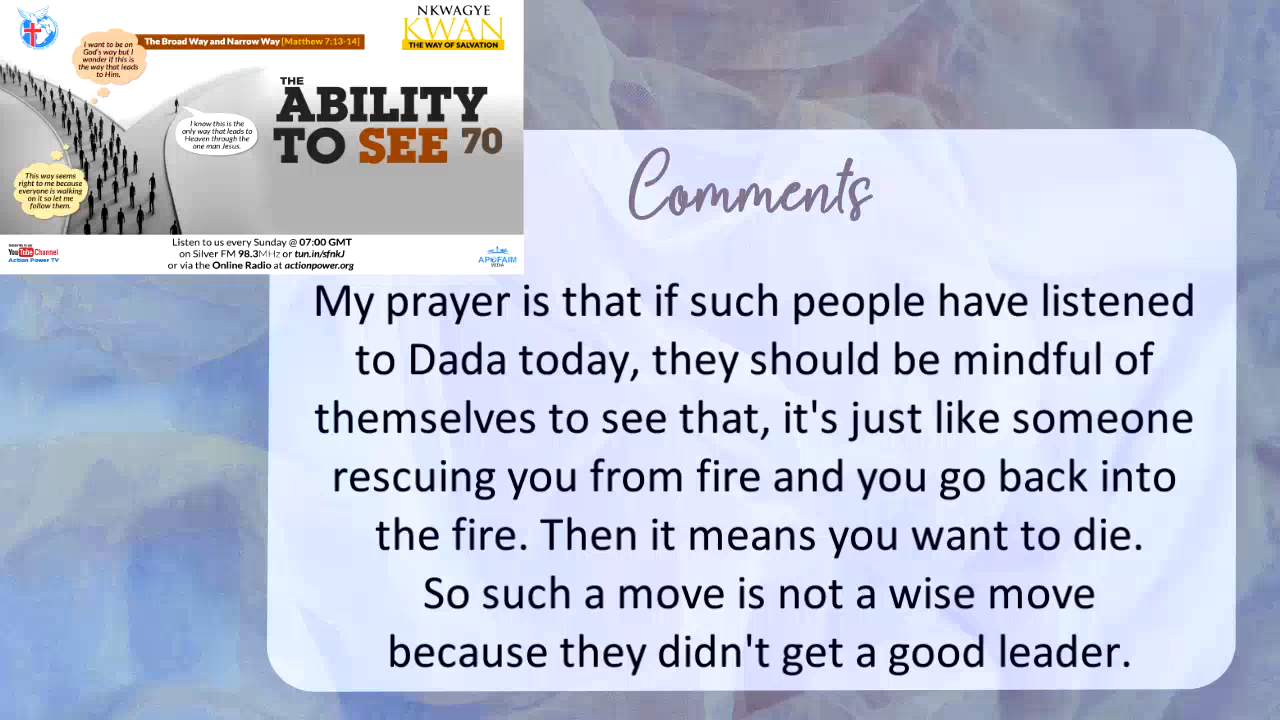 NKWAGYE
KWAN
THE WAY OF SALVATION
The Broad Way and Narrow Way [Matthew 7:13-14]
I want to be on
God's way but I
wonder if this is
the way that leads
to Him.
I know this is the
only way that leads to
Heaven through the
one man Jesus.
This way seems
right to me because
everyone is walking
on it so let me
follow them.
THE
ABILITY
TO SEE 70
Listen to us every Sunday @ 07:00 GMT
on Silver FM 98.3MHz or tun.in/sfnkJ
or via the Online Radio at actionpower.org
YouTube Channel
Action Power TV
APOFAIM
WDA
Comments
My prayer is that if such people have listened
to Dada today, they should be mindful of
themselves to see that, it's just like someone
rescuing you from fire and you go back into
the fire. Then it means you want to die.
So such a move is not a wise move
because they didn't get a good leader.